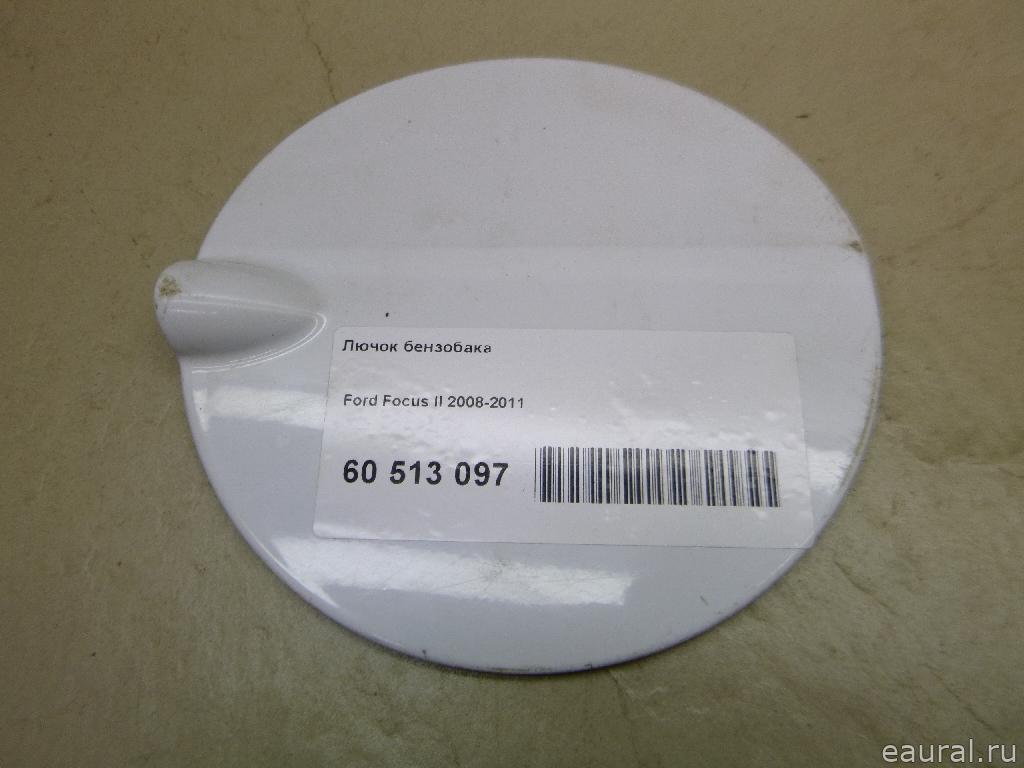 Лючок бензобака
Ford Focus II 2008-2011
60 513 097
eaural.ru